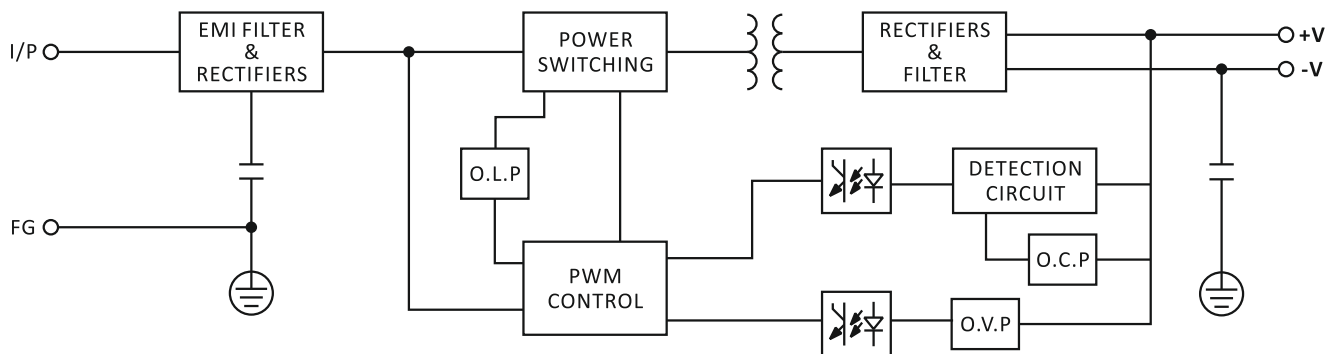 EMI FILTER
&
RECTIFIERS
POWER
SWITCHING
RECTIFIERS
&
FILTER
I/P
+V
-V
O.L.P
DETECTION
CIRCUIT
FG
O.C.P
PWM
CONTROL
O.V.P